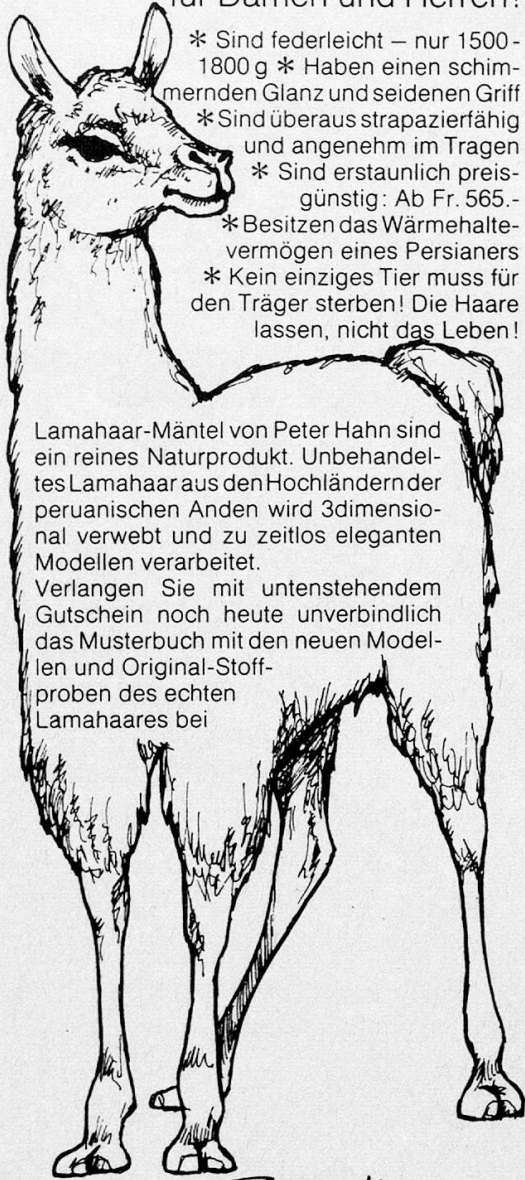 für Damen und Herren!
* Sind federleicht – nur 1500-
1800 g * Haben einen schim-
mernden Glanz und seidenen Griff
* Sind überaus strapazierfähig
und angenehm im Tragen
* Sind erstaunlich preis-
günstig: Ab Fr. 565.-
* Besitzen das Wärmehalte-
vermögen eines Persianers
* Kein einziges Tier muss für
den Träger sterben! Die Haare
lassen, nicht das Leben!
Lamahaar-Mäntel von Peter Hahn sind
ein reines Naturprodukt. Unbehandel-
tes Lamahaar aus den Hochländern der
peruanischen Anden wird 3dimensio-
nal verwebt und zu zeitlos eleganten
Modellen verarbeitet.
Verlangen Sie mit untenstehendem
Gutschein noch heute unverbindlich
das Musterbuch mit den neuen Model-
len und Original-Stoff-
proben des echten
Lamahaares bei